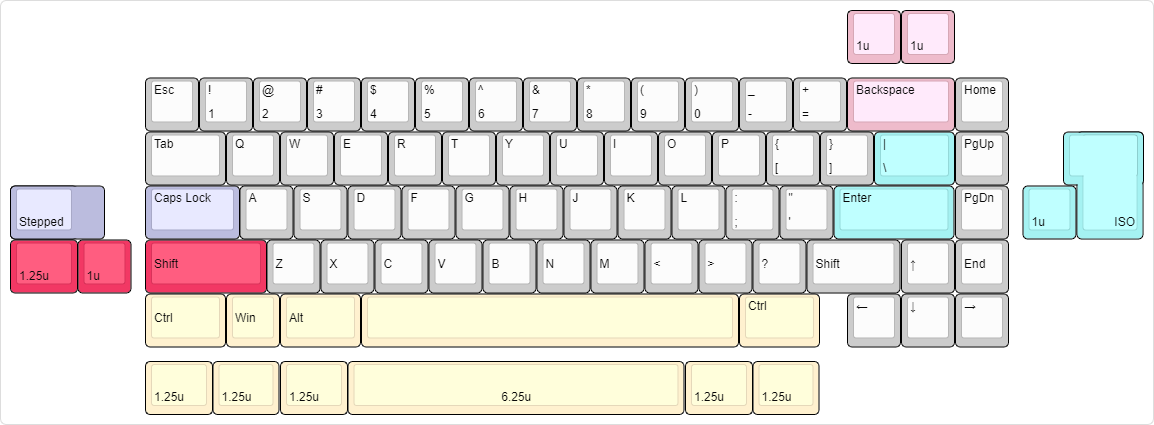 1u 1u
Esc ! @ # $ % ^ & * ( ) _ + Backspace Home
1 2 3 4 5 6 7 8 9 0 - =
Tab Q W E R T Y U I O P { } | PgUp
[ ] \
Caps Lock A S D F G H J K L : " Enter PgDn
Stepped ; ' 1u ISO
Shift Z X C V B N M < > ? Shift ↑ End
1.25u 1u
Ctrl Win Alt Ctrl ← ↓ →
1.25u 1.25u 1.25u 6.25u 1.25u 1.25u